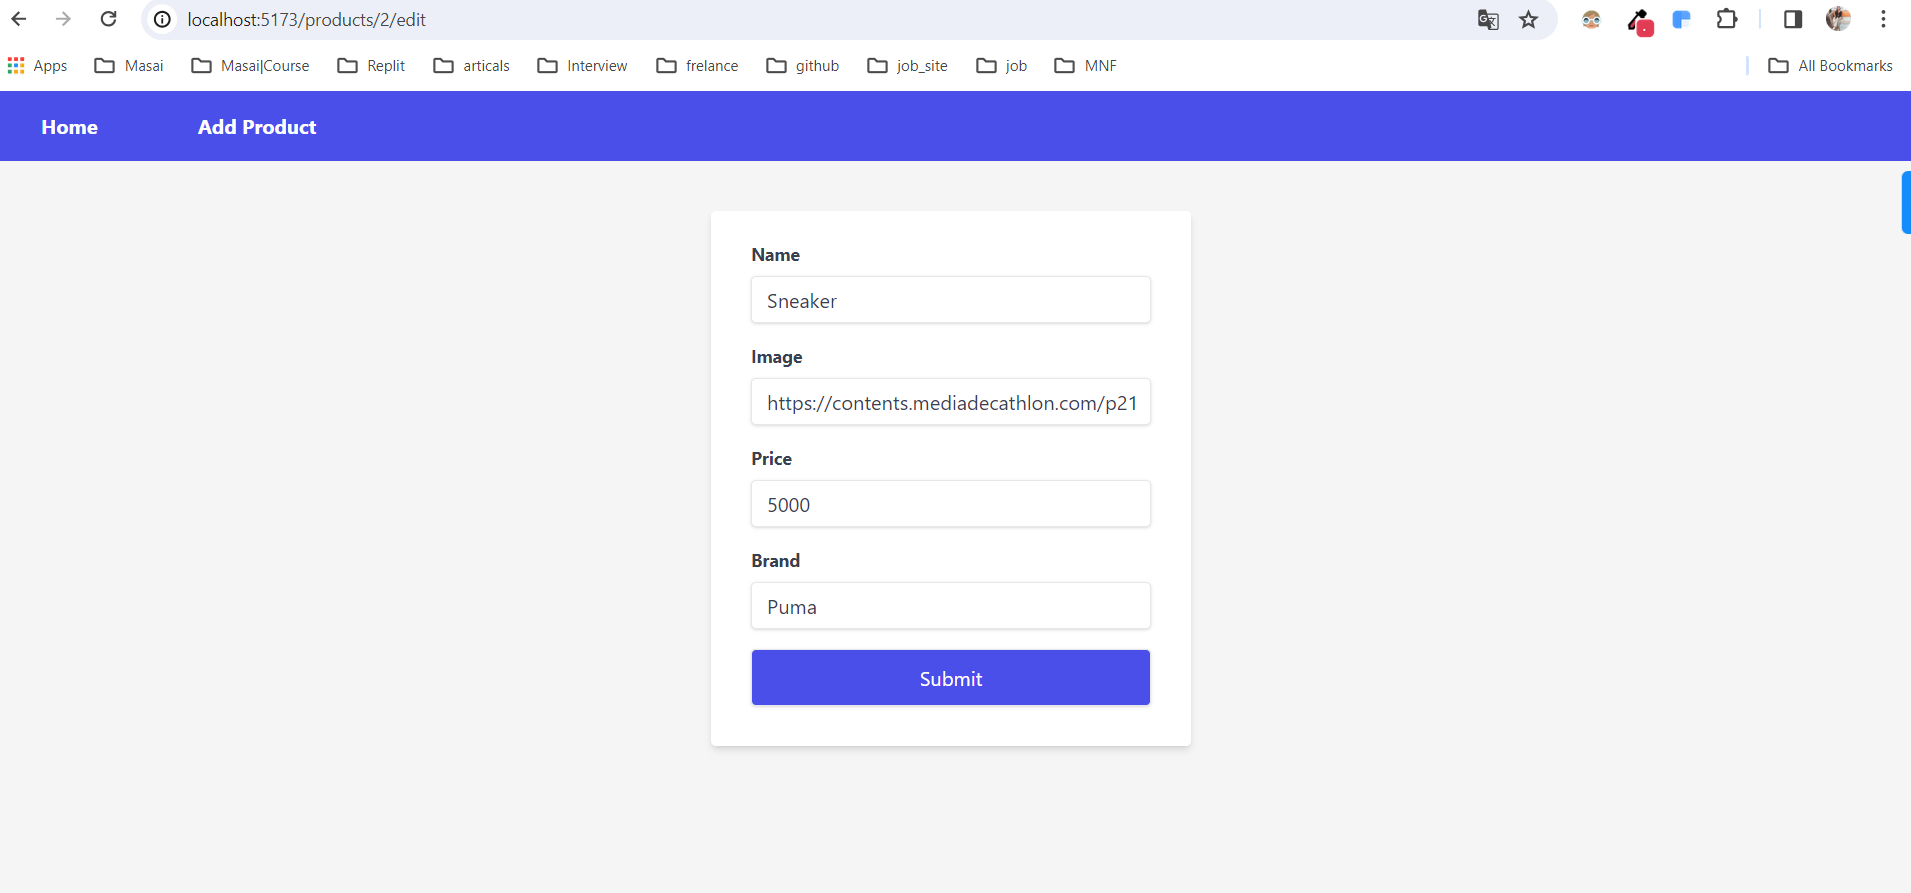 localhost:5173/products/2/edit
Apps Masai Masai|Course Replit articals Interview frelance github job_site job MNF All Bookmarks
Home Add Product
Name
Sneaker
Image
https://contents.mediadecathlon.com/p21
Price
5000
Brand
Puma
Submit